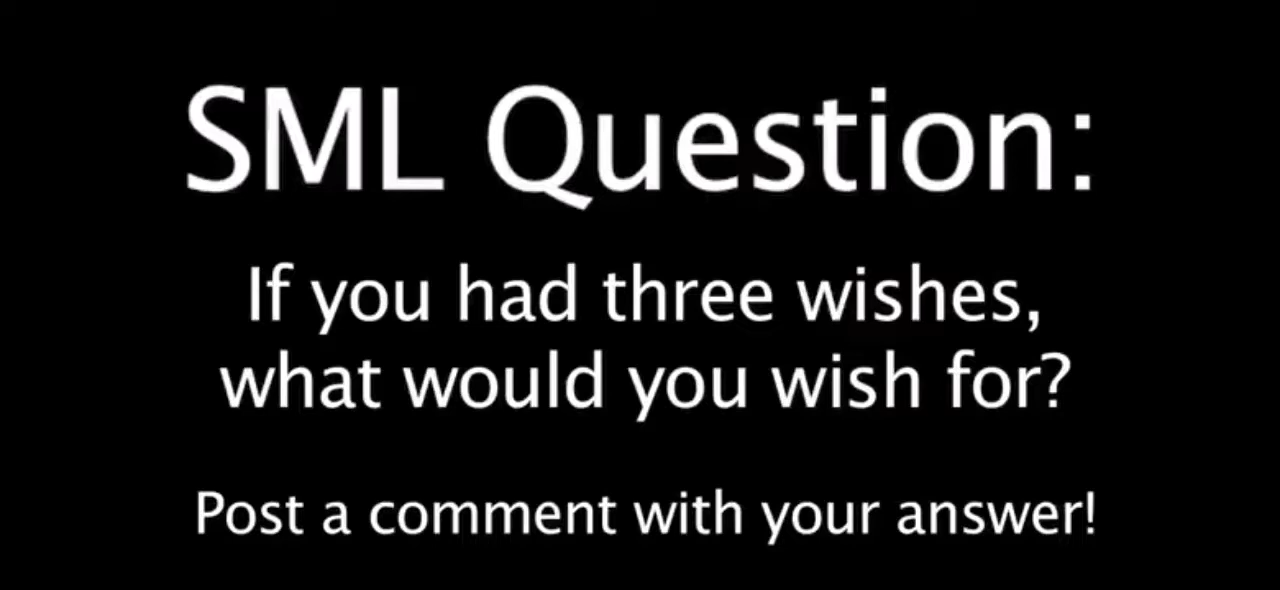 SML Question:
If you had three wishes,
what would you wish for?
Post a comment with your answer!